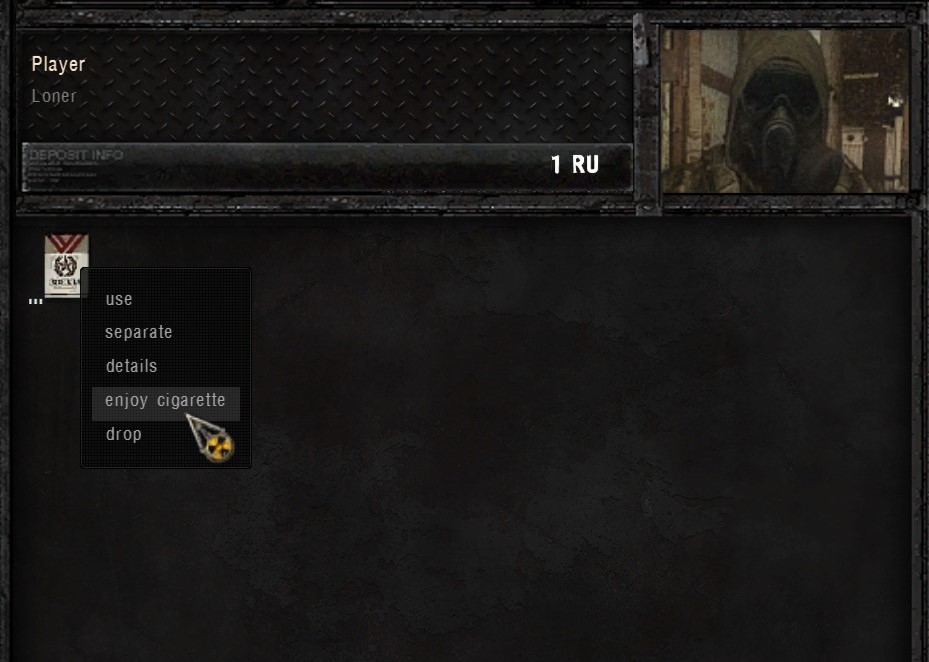 Player
Loner
DEPOSIT INFO
1 RU
...
use
separate
details
enjoy cigarette
drop